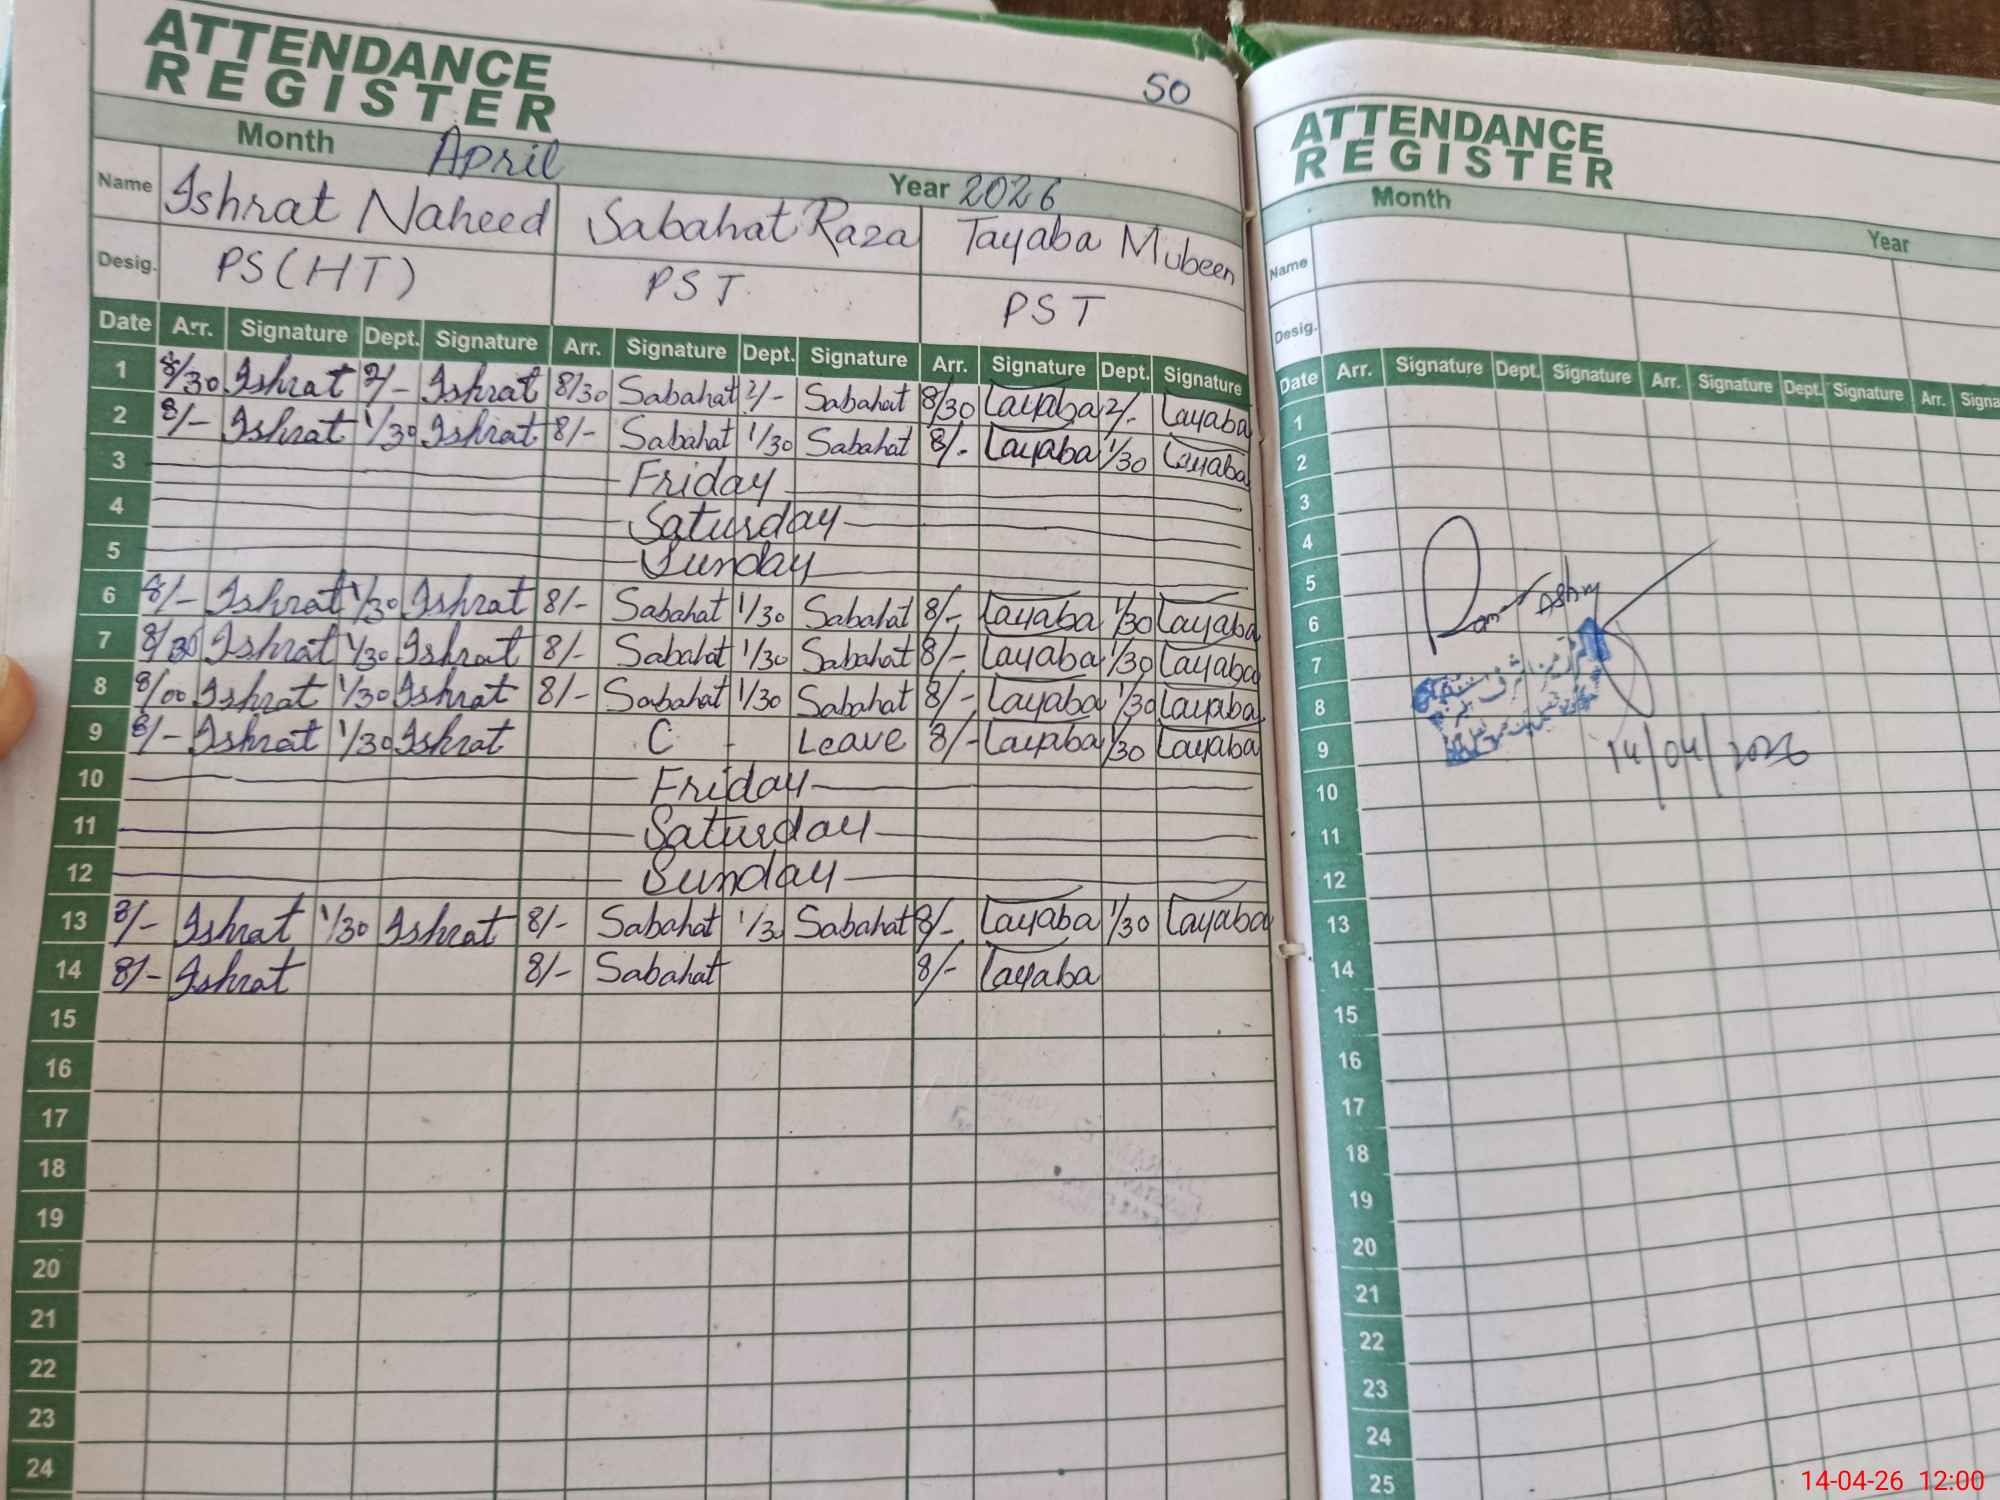 ATTENDANCE
REGISTER
50
Month April Year 2026
Name Ishrat Naheed Sabahat Raza Tayaba Mubeen
Desig. PS(HT) PST PST
Date Arr. Signature Dept. Signature Arr. Signature Dept. Signature Arr. Signature Dept. Signature
1 8/30 Ishrat 2/- Ishrat 8/30 Sabahat 2/- Sabahat 8/30 Tayaba 2/- Tayaba
2 8/- Ishrat 1/30 Ishrat 8/- Sabahat 1/30 Sabahat 8/- Tayaba 1/30 Tayaba
3 Friday
4 Saturday
5 Sunday
6 8/- Ishrat 1/30 Ishrat 8/- Sabahat 1/30 Sabahat 8/- Tayaba 1/30 Tayaba
7 8/30 Ishrat 1/30 Ishrat 8/- Sabahat 1/30 Sabahat 8/- Tayaba 1/30 Tayaba
8 8/00 Ishrat 1/30 Ishrat 8/- Sabahat 1/30 Sabahat 8/- Tayaba 1/30 Tayaba
9 8/- Ishrat 1/30 Ishrat C - Leave 8/- Tayaba 1/30 Tayaba
10 Friday
11 Saturday
12 Sunday
13 8/- Ishrat 1/30 Ishrat 8/- Sabahat 1/3 Sabahat 8/- Tayaba 1/30 Tayaba
14 8/- Ishrat 8/- Sabahat 8/- Tayaba
15
16
17
18
19
20
21
22
23
24
ATTENDANCE
REGISTER
Month Year
Name
Desig.
Date Arr. Signature Dept. Signature Arr. Signature Dept. Signature Arr. Signa
1
2
3
4
5
6
7
8
9
14/04/2026
10
11
12
13
14
15
16
17
18
19
20
21
22
23
24
25
14-04-26 12:00